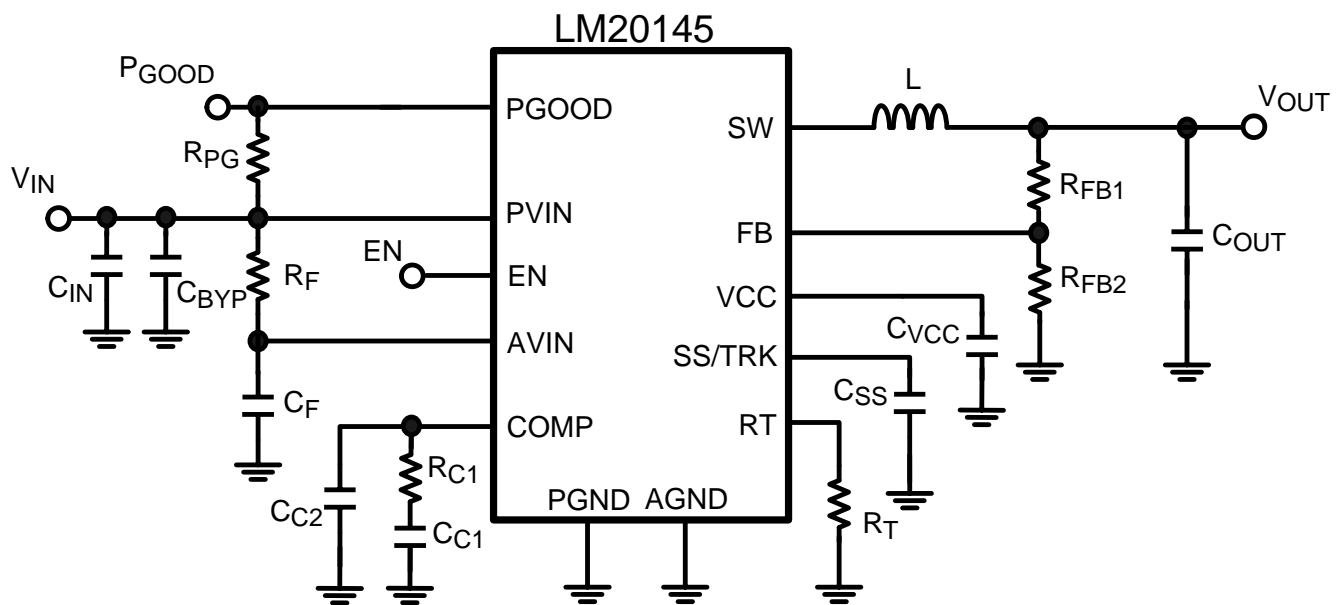 LM20145
PGOOD
PGOOD
RPG
VIN
PVIN
CIN
CBYP
RF
EN
EN
AVIN
CF
COMP
RC1
CC2
CC1
PGND
AGND
SW
L
VOUT
RFB1
FB
COUT
RFB2
VCC
CVCC
SS/TRK
CSS
RT
RT